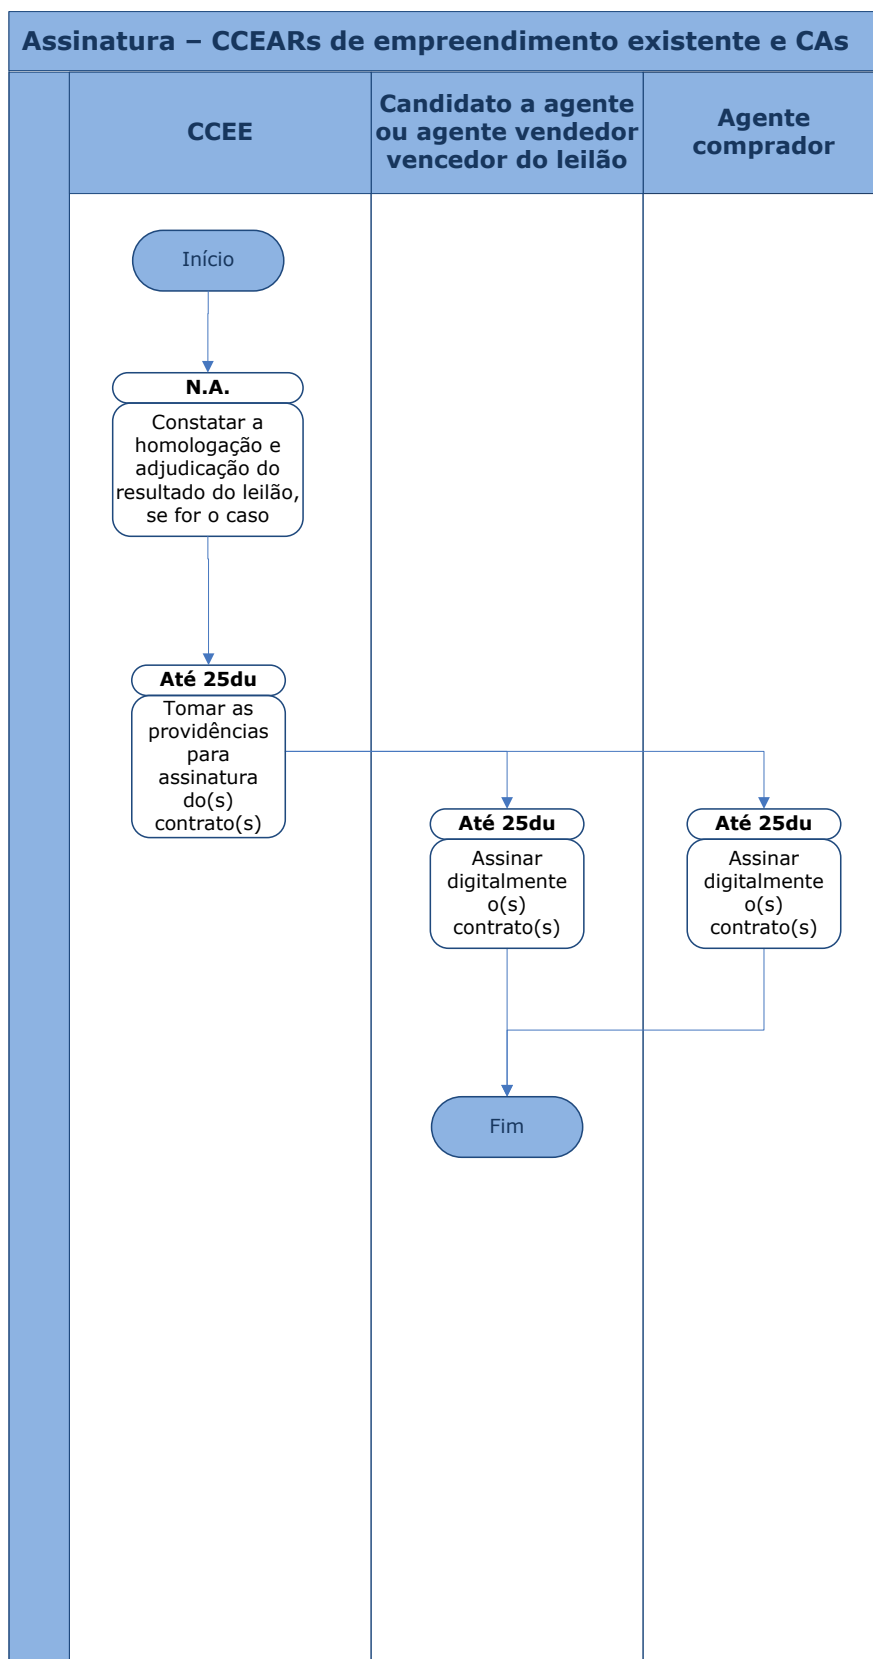 Assinatura – CCEARs de empreendimento existente e CAs
CCEE
Candidato a agente
ou agente vendedor
vencedor do leilão
Agente
comprador
Início
N.A.
Constatar a
homologação e
adjudicação do
resultado do leilão,
se for o caso
Até 25du
Tomar as
providências
para
assinatura
do(s)
contrato(s)
Até 25du
Assinar
digitalmente
o(s)
contrato(s)
Até 25du
Assinar
digitalmente
o(s)
contrato(s)
Fim